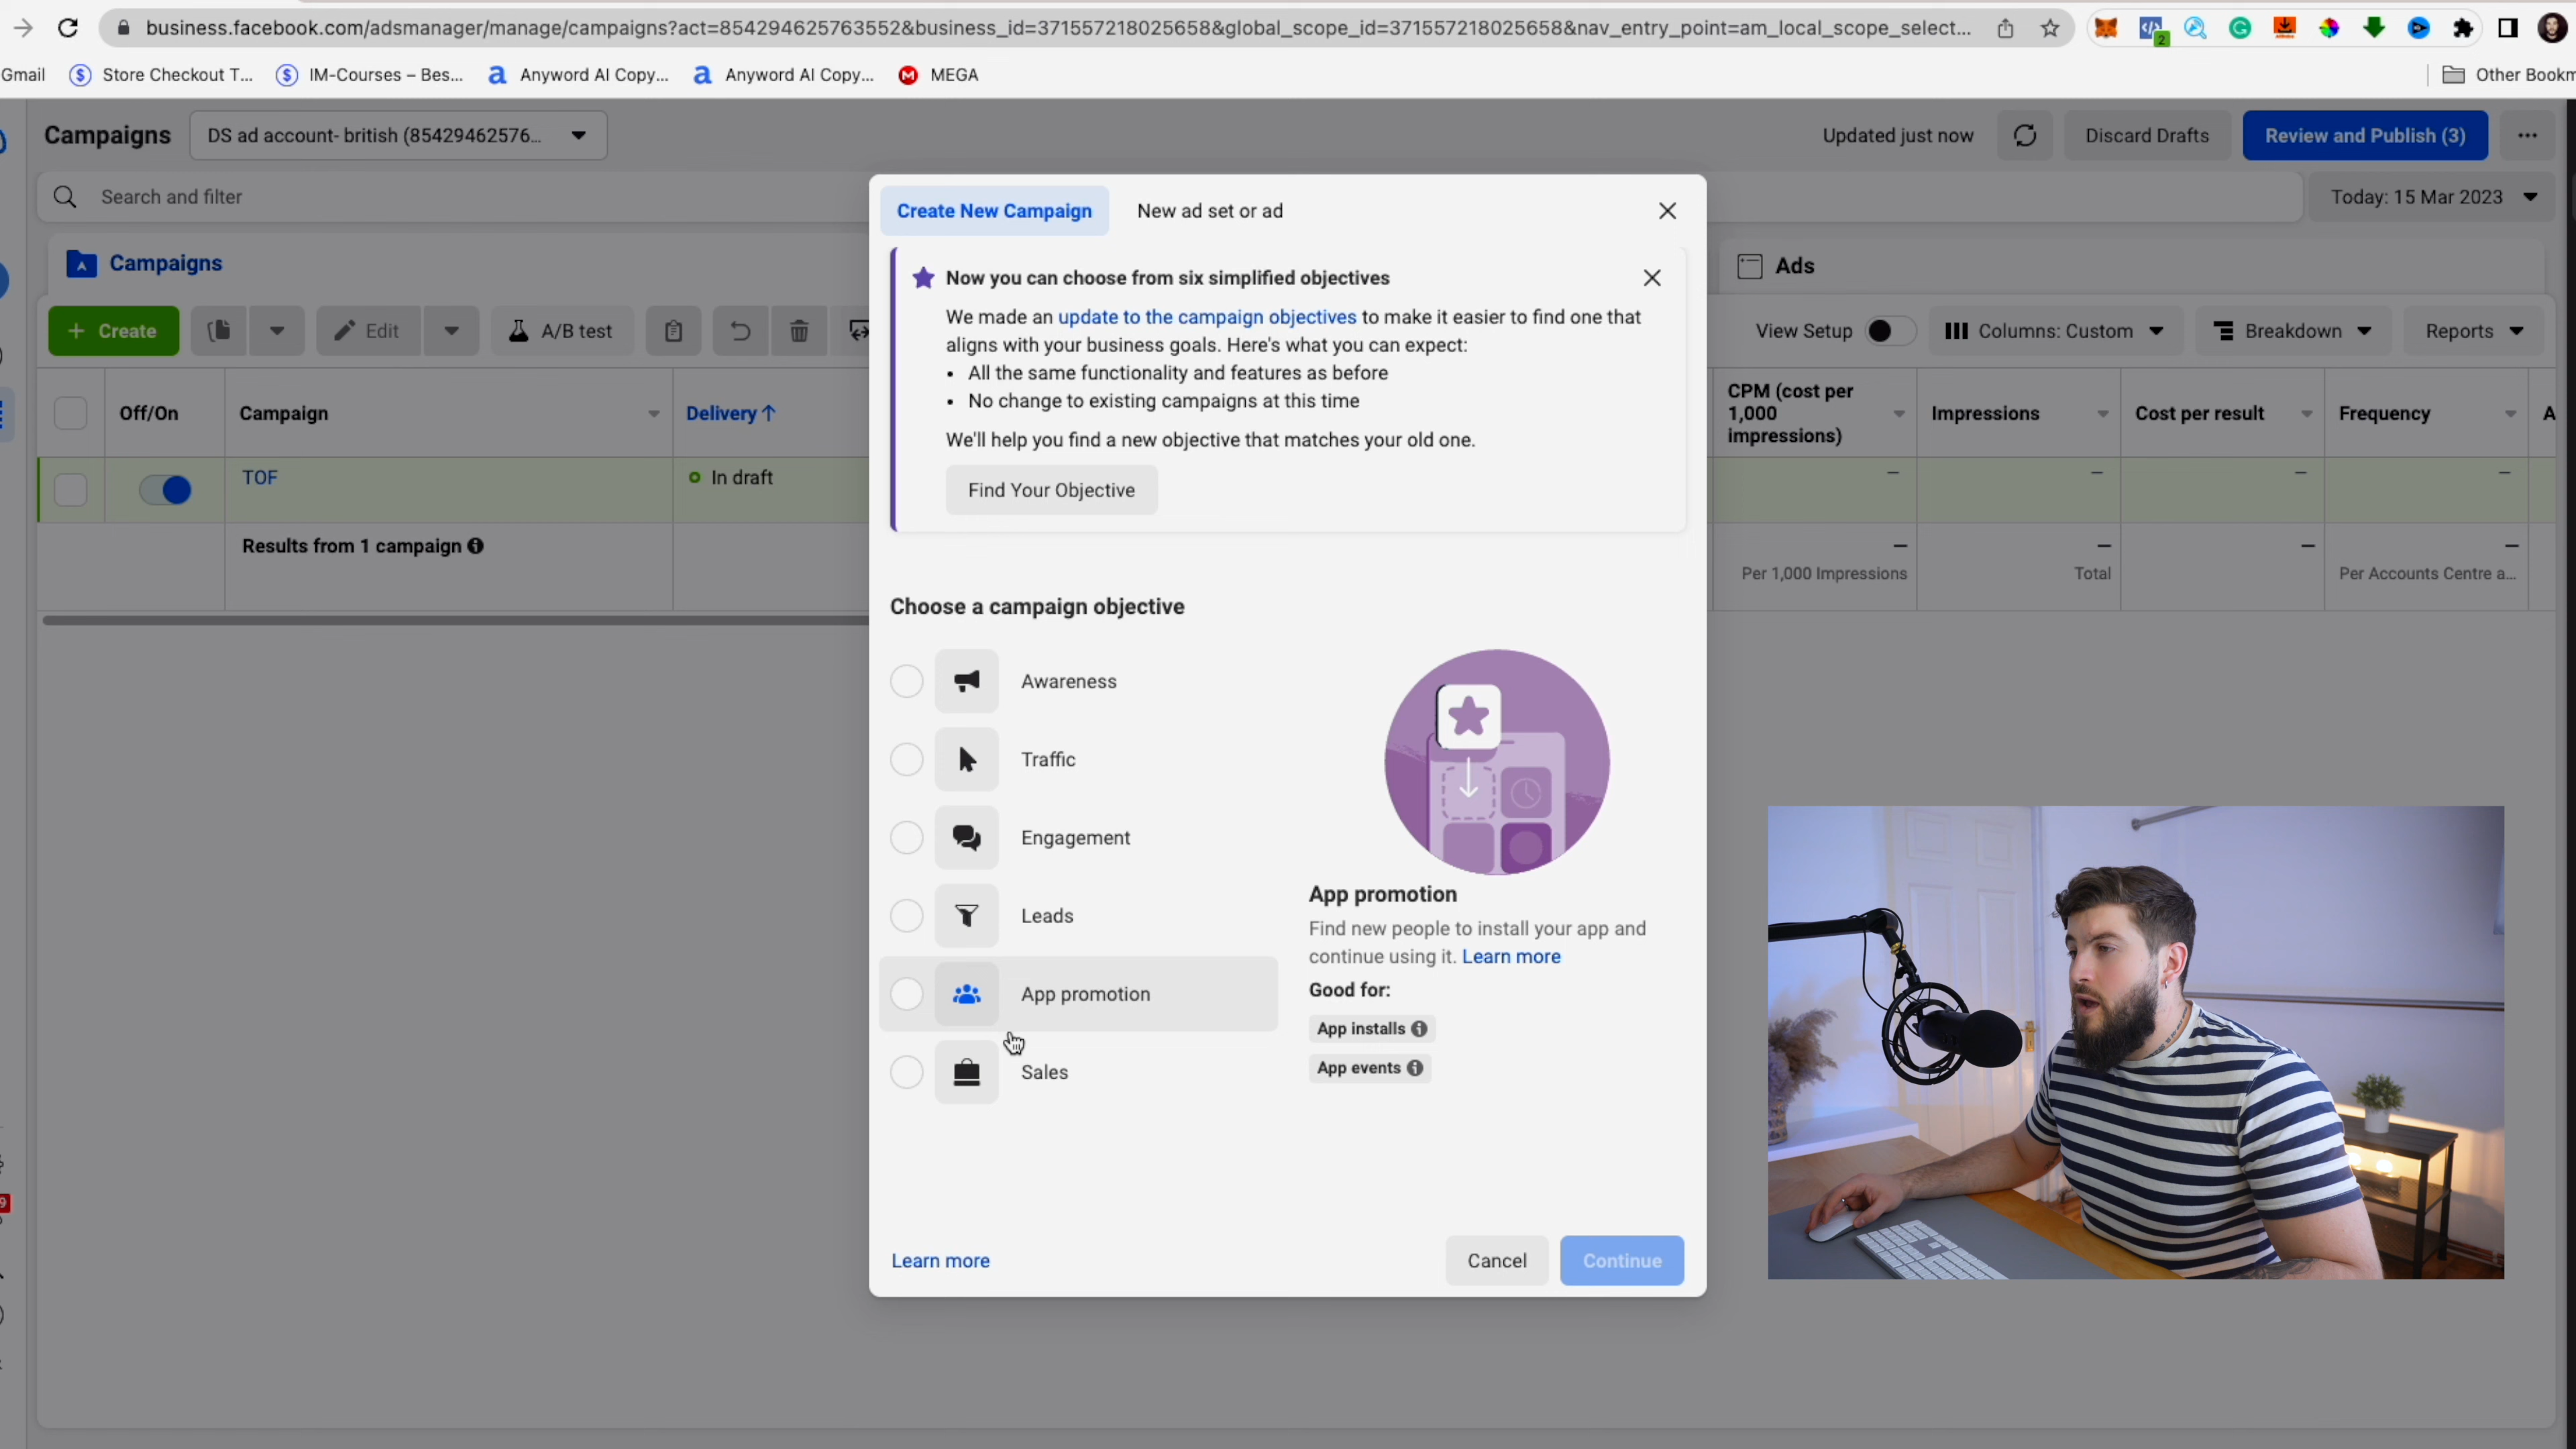 business.facebook.com/adsmanager/manage/campaigns?act=854294625763552&business_id=371557218025658&global_scope_id=371557218025658&nav_entry_point=am_local_scope_select...
2
Gmail
Store Checkout T...
IM-Courses – Bes...
Anyword AI Copy...
Anyword AI Copy...
MEGA
Other Bookm
Campaigns
DS ad account- british (85429462576...
Updated just now
Discard Drafts
Review and Publish (3)
Search and filter
Today: 15 Mar 2023
Create New Campaign
New ad set or ad
Campaigns
Ads
Now you can choose from six simplified objectives
We made an update to the campaign objectives to make it easier to find one that
aligns with your business goals. Here's what you can expect:
• All the same functionality and features as before
• No change to existing campaigns at this time
We'll help you find a new objective that matches your old one.
Find Your Objective
+ Create
Edit
A/B test
View Setup
Columns: Custom
Breakdown
Reports
Off/On
Campaign
Delivery ↑
CPM (cost per
1,000
impressions)
Impressions
Cost per result
Frequency
A
TOF
In draft
—
—
—
—
Results from 1 campaign
—
—
—
—
Per 1,000 Impressions
Total
Per Accounts Centre a...
Choose a campaign objective
Awareness
Traffic
Engagement
Leads
App promotion
Sales
App promotion
Find new people to install your app and
continue using it. Learn more
Good for:
App installs
App events
9
Learn more
Cancel
Continue